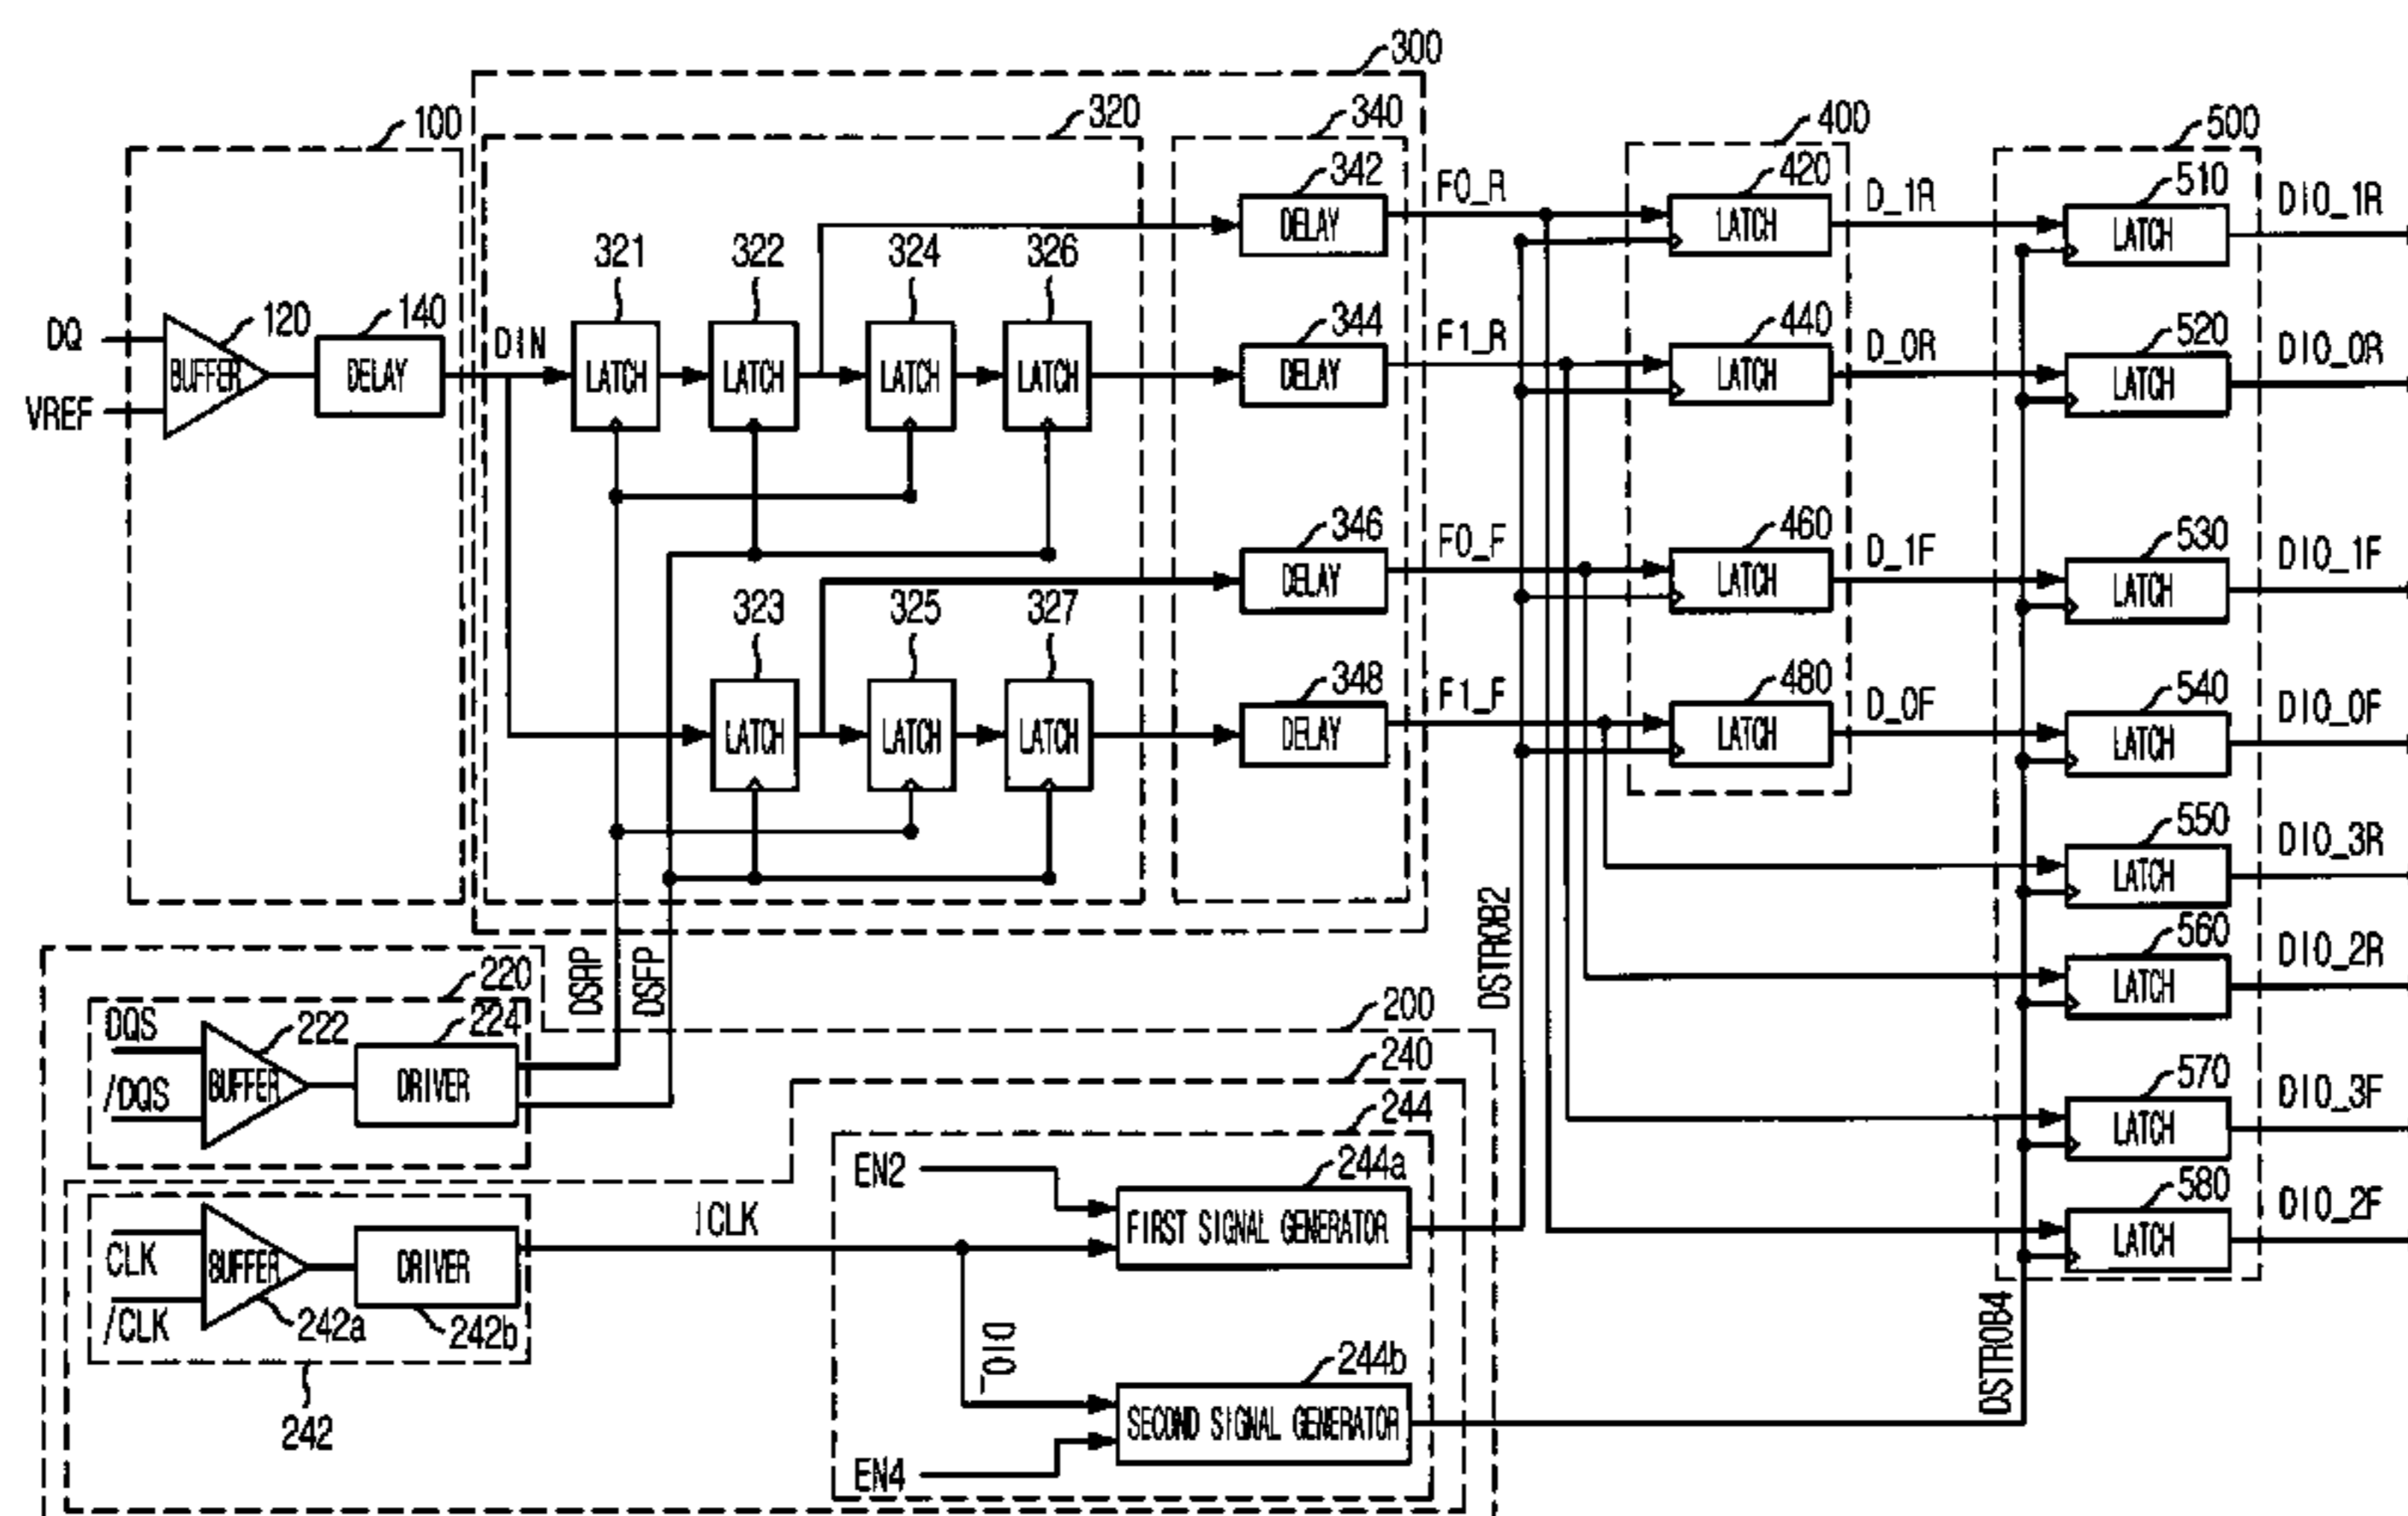 300
100
320
340
400
500
342
F0_R
420
D_1R
510
DIO_1R
DELAY
LATCH
LATCH
321
322
324
326
DQ
120
140
DIN
344
F1_R
440
D_0R
520
DIO_0R
BUFFER
DELAY
LATCH
LATCH
LATCH
LATCH
DELAY
LATCH
LATCH
VREF
346
F0_F
460
D_1F
530
DIO_1F
DELAY
LATCH
LATCH
323
325
327
348
F1_F
480
D_0F
540
DIO_0F
LATCH
LATCH
LATCH
DELAY
LATCH
LATCH
550
DIO_3R
LATCH
DSTROB2
560
DIO_2R
LATCH
220
DSRP
DSFP
200
DQS
222
224
240
BUFFER
DRIVER
/DQS
244
570
DIO_3F
LATCH
EN2
244a
580
DIO_2F
ICLK
FIRST SIGNAL GENERATOR
LATCH
CLK
BUFFER
DRIVER
/CLK
242a
242b
DIO_
244b
DSTROB4
242
SECOND SIGNAL GENERATOR
EN4